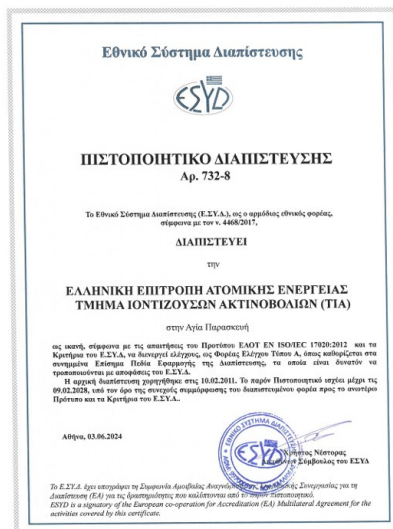 Εθνικό Σύστημα Διαπίστευσης
ΕΣΥD
ΠΙΣΤΟΠΟΙΗΤΙΚΟ ΔΙΑΠΙΣΤΕΥΣΗΣ
Αρ. 732-8
Το Εθνικό Σύστημα Διαπίστευσης (Ε.ΣΥ.Δ.), ως ο αρμόδιος εθνικός φορέας,
σύμφωνα με τον ν. 4468/2017,
ΔΙΑΠΙΣΤΕΥΕΙ
την
ΕΛΛΗΝΙΚΗ ΕΠΙΤΡΟΠΗ ΑΤΟΜΙΚΗΣ ΕΝΕΡΓΕΙΑΣ
ΤΜΗΜΑ ΙΟΝΤΙΖΟΥΣΩΝ ΑΚΤΙΝΟΒΟΛΙΩΝ (ΤΙΑ)
στην Αγία Παρασκευή
ως ικανή, σύμφωνα με τις απαιτήσεις του Προτύπου ΕΛΟΤ EN ISO/IEC 17020:2012 και τα
Κριτήρια του Ε.ΣΥ.Δ, να διενεργεί ελέγχους, ως Φορέας Ελέγχου Τύπου Α, όπως καθορίζεται στα
συνημμένα Επίσημα Πεδία Εφαρμογής της Διαπίστευσης, τα οποία είναι δυνατόν να
τροποποιούνται με αποφάσεις του Ε.ΣΥ.Δ.
Η αρχική διαπίστευση χορηγήθηκε στις 10.02.2011. Το παρόν Πιστοποιητικό ισχύει μέχρι τις
09.02.2028, υπό τον όρο της συνεχούς συμμόρφωσης του διαπιστευμένου φορέα προς το ανωτέρω
Πρότυπο και τα Κριτήρια του Ε.ΣΥ.Δ..
Αθήνα, 03.06.2024
Χρήστος Νέστορας
Σύμβουλος του ΕΣΥΔ
Το Ε.ΣΥ.Δ. έχει υπογράψει τη Συμφωνία Αμοιβαίας Συνεργασίας για τη
Διαπίστευση (EA) για τις δραστηριότητες που καλύπτονται από το παρόν πιστοποιητικό.
ESYD is a signatory of the European co-operation for Accreditation (EA) Multilateral Agreement for the
activities covered by this certificate.